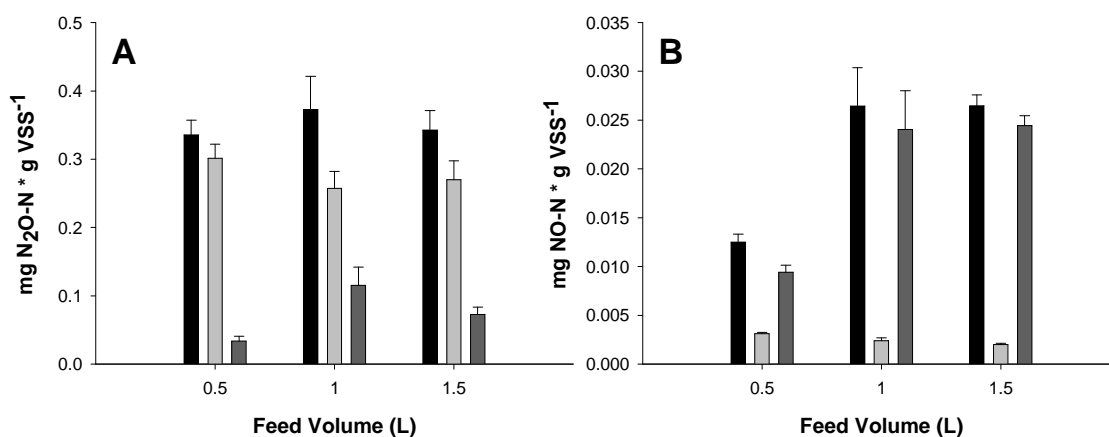 A
mg N₂O-N * g VSS⁻¹
0.5
0.4
0.3
0.2
0.1
0.0
0.5 1 1.5
Feed Volume (L)
B
mg NO-N * g VSS⁻¹
0.035
0.030
0.025
0.020
0.015
0.010
0.005
0.000
0.5 1 1.5
Feed Volume (L)